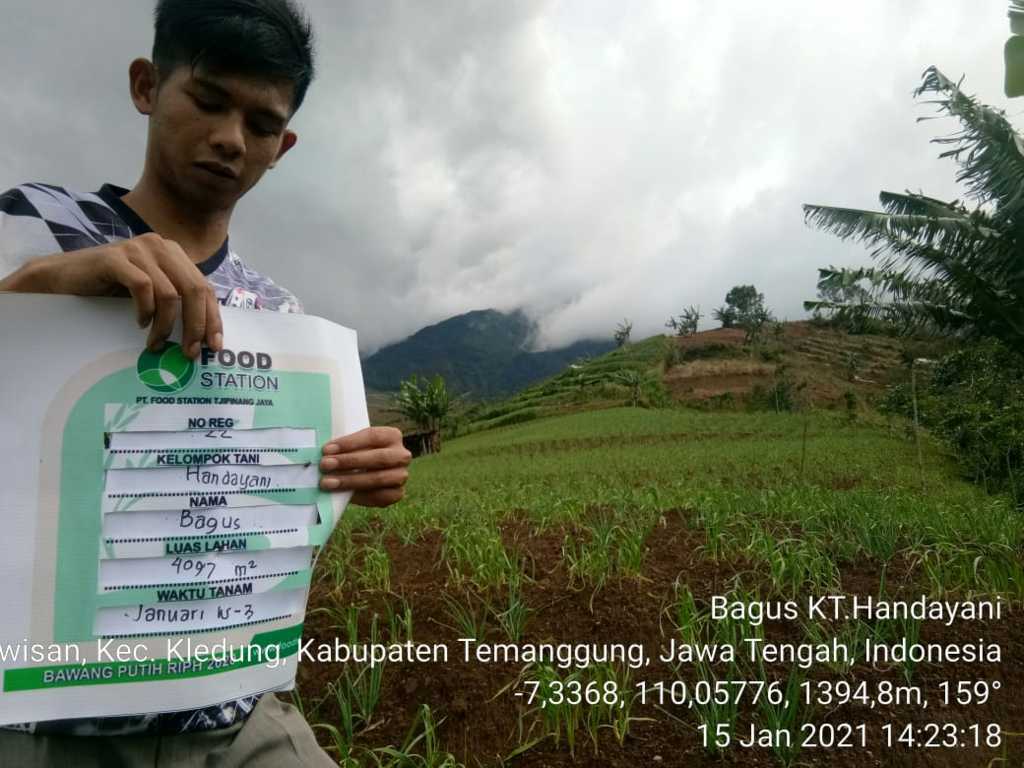 FOOD
STATION
PT. FOOD STATION TJIPINANG JAYA
NO REG
22
KELOMPOK TANI
Handayani
NAMA
Bagus
LUAS LAHAN
4097 m²
WAKTU TANAM
Januari
BAWANG PUTIH RIPH
Bagus KT.Handayani
wisan, Kec. Kledung, Kabupaten Temanggung, Jawa Tengah, Indonesia
-7,3368, 110,05776, 1394,8m, 159°
15 Jan 2021 14:23:18